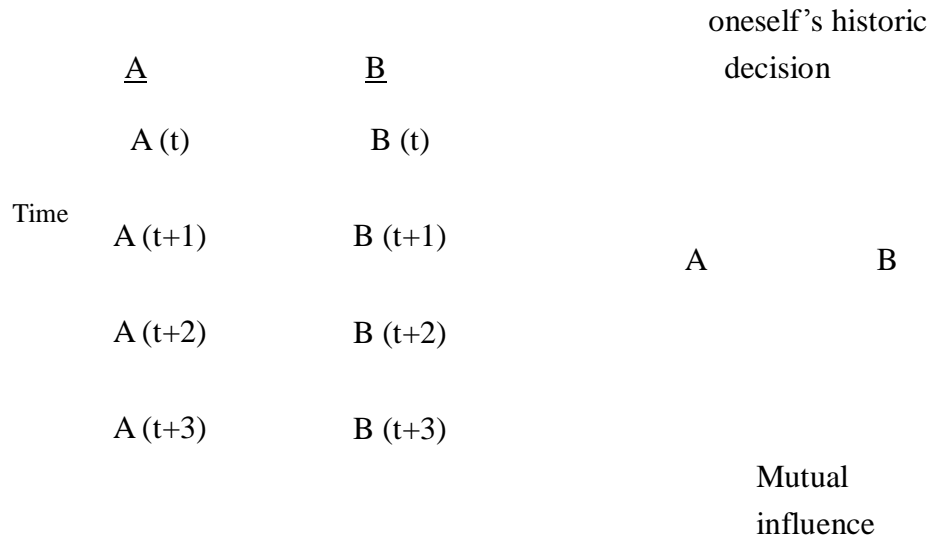 oneself’s historic
decision
A B
A (t) B (t)
Time
A (t+1) B (t+1)
A B
A (t+2) B (t+2)
A (t+3) B (t+3)
Mutual
influence